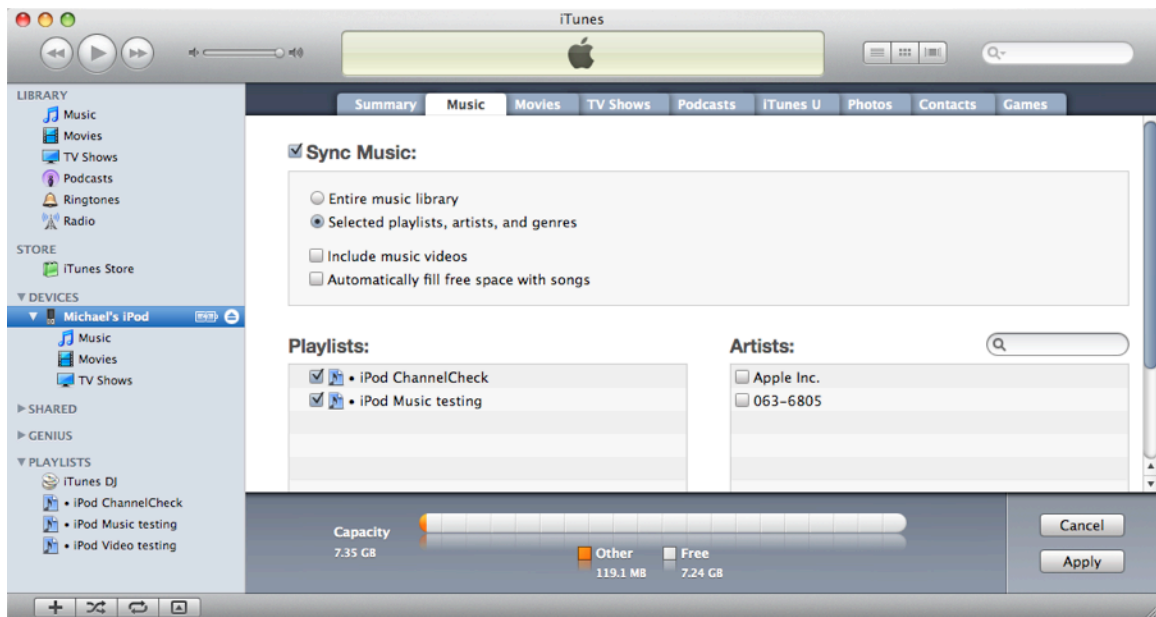 iTunes
LIBRARY
Music
Movies
TV Shows
Podcasts
Ringtones
Radio
STORE
iTunes Store
DEVICES
Michael's iPod
Music
Movies
TV Shows
SHARED
GENIUS
PLAYLISTS
iTunes DJ
• iPod ChannelCheck
• iPod Music testing
• iPod Video testing
Summary Music Movies TV Shows Podcasts iTunes U Photos Contacts Games
Sync Music:
Entire music library
Selected playlists, artists, and genres
Include music videos
Automatically fill free space with songs
Playlists:
• iPod ChannelCheck
• iPod Music testing
Artists:
Apple Inc.
063-6805
Capacity
7.35 GB
Other
119.1 MB
Free
7.24 GB
Cancel
Apply